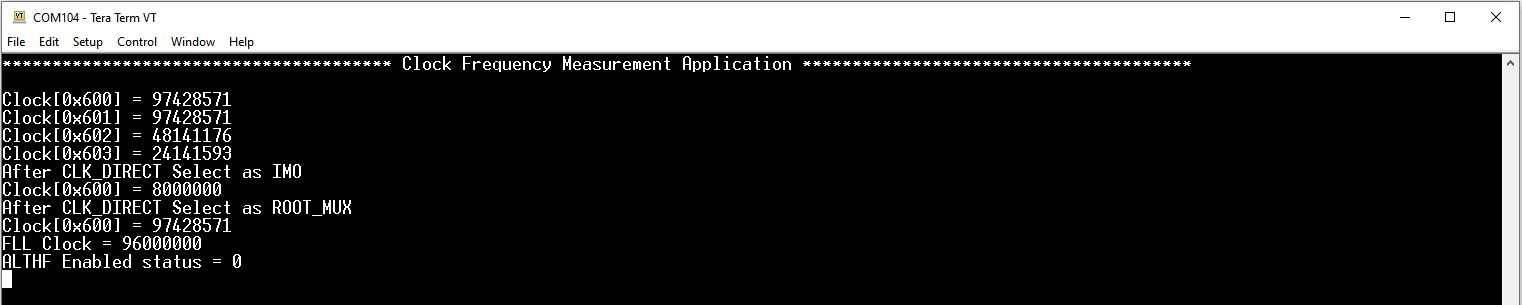 COM104 - Tera Term VT
File Edit Setup Control Window Help
*************************************** Clock Frequency Measurement Application ***************************************
Clock[0x600] = 97428571
Clock[0x601] = 97428571
Clock[0x602] = 48141176
Clock[0x603] = 24141593
After CLK_DIRECT Select as IMO
Clock[0x600] = 8000000
After CLK_DIRECT Select as ROOT_MUX
Clock[0x600] = 97428571
FLL Clock = 96000000
ALTHF Enabled status = 0